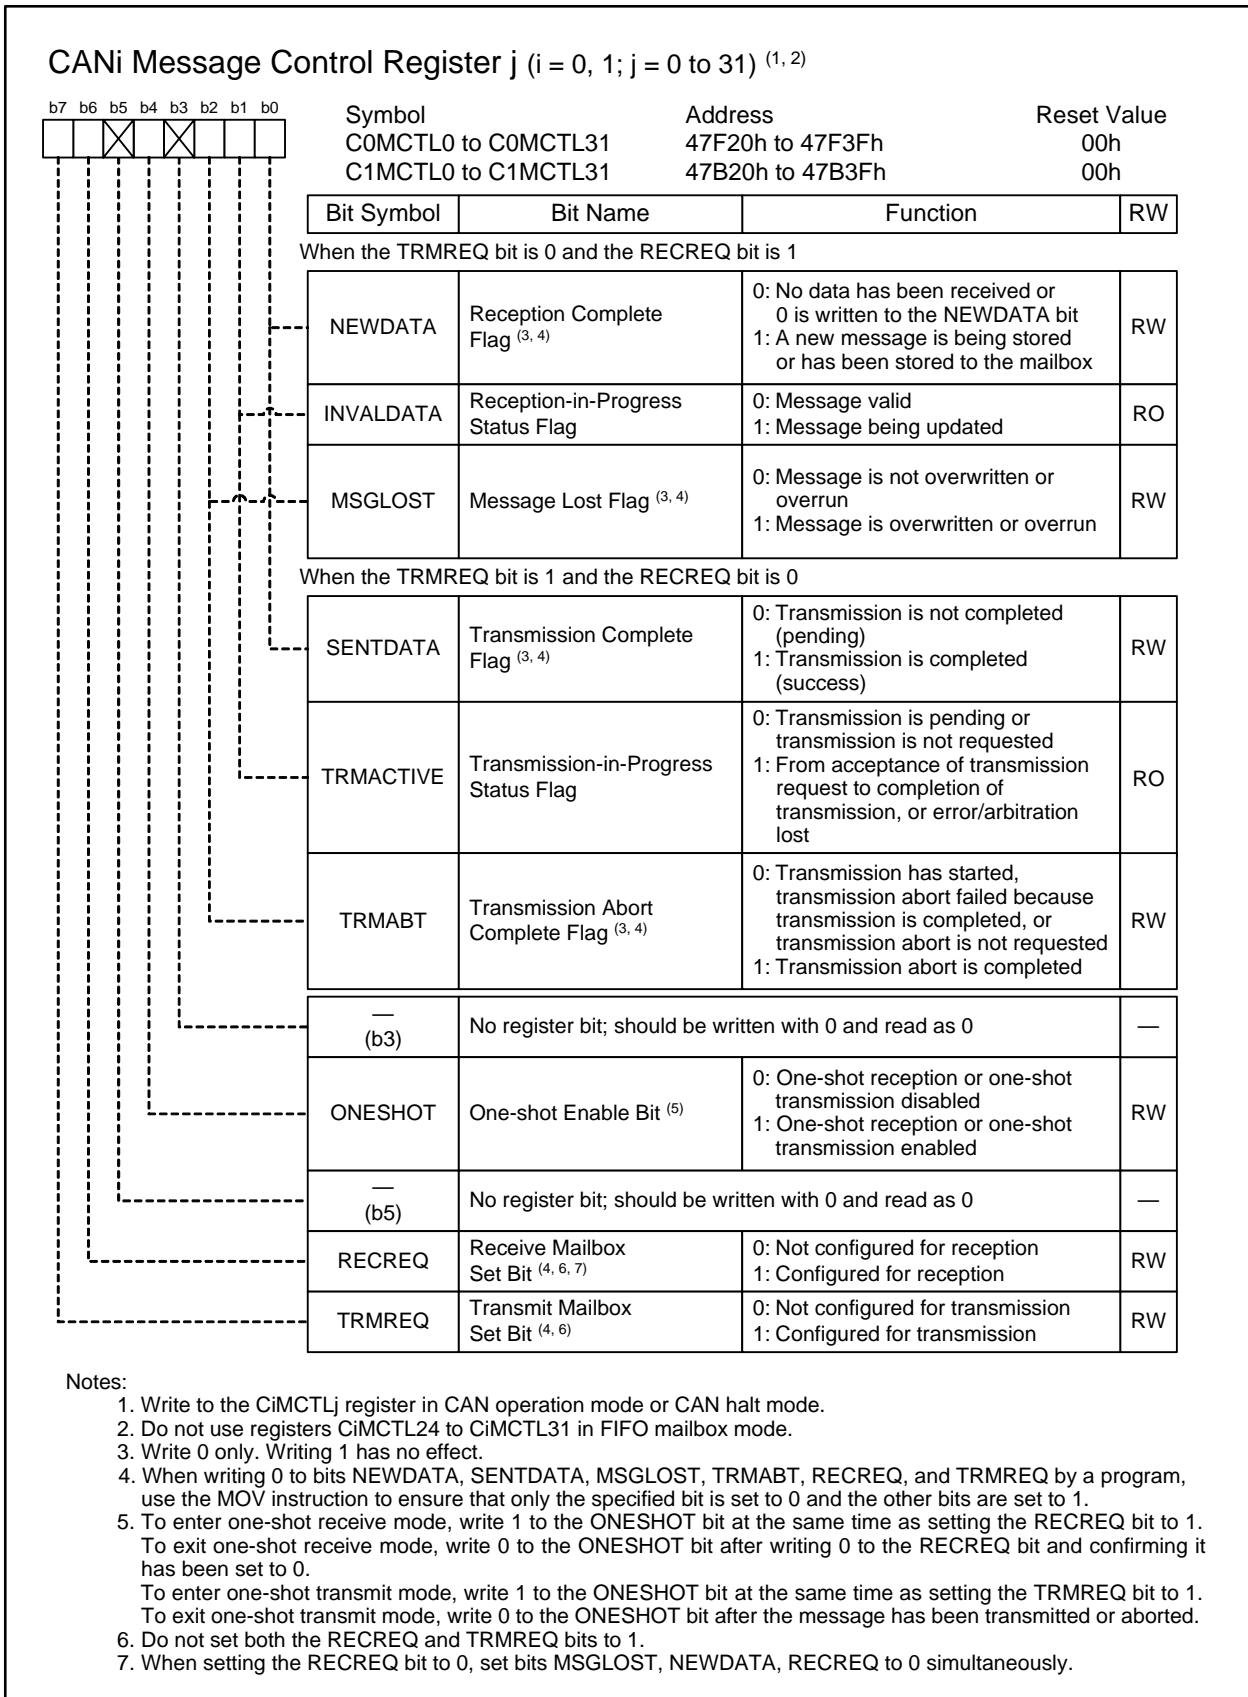 CANi Message Control Register j (i = 0, 1; j = 0 to 31) (1, 2)
b7 b6 b5 b4 b3 b2 b1 b0
Symbol Address Reset Value
C0MCTL0 to C0MCTL31 47F20h to 47F3Fh 00h
C1MCTL0 to C1MCTL31 47B20h to 47B3Fh 00h
Bit Symbol Bit Name Function RW
When the TRMREQ bit is 0 and the RECREQ bit is 1
NEWDATA
Reception Complete
Flag (3, 4)
0: No data has been received or
0 is written to the NEWDATA bit
1: A new message is being stored
or has been stored to the mailbox
RW
INVALDATA
Reception-in-Progress
Status Flag
0: Message valid
1: Message being updated
RO
MSGLOST
Message Lost Flag (3, 4)
0: Message is not overwritten or
overrun
1: Message is overwritten or overrun
RW
When the TRMREQ bit is 1 and the RECREQ bit is 0
SENTDATA
Transmission Complete
Flag (3, 4)
0: Transmission is not completed
(pending)
1: Transmission is completed
(success)
RW
TRMACTIVE
Transmission-in-Progress
Status Flag
0: Transmission is pending or
transmission is not requested
1: From acceptance of transmission
request to completion of
transmission, or error/arbitration
lost
RO
TRMABT
Transmission Abort
Complete Flag (3, 4)
0: Transmission has started,
transmission abort failed because
transmission is completed, or
transmission abort is not requested
1: Transmission abort is completed
RW
—
(b3)
No register bit; should be written with 0 and read as 0
—
ONESHOT
One-shot Enable Bit (5)
0: One-shot reception or one-shot
transmission disabled
1: One-shot reception or one-shot
transmission enabled
RW
—
(b5)
No register bit; should be written with 0 and read as 0
—
RECREQ
Receive Mailbox
Set Bit (4, 6, 7)
0: Not configured for reception
1: Configured for reception
RW
TRMREQ
Transmit Mailbox
Set Bit (4, 6)
0: Not configured for transmission
1: Configured for transmission
RW
Notes:
1. Write to the CiMCTLj register in CAN operation mode or CAN halt mode.
2. Do not use registers CiMCTL24 to CiMCTL31 in FIFO mailbox mode.
3. Write 0 only. Writing 1 has no effect.
4. When writing 0 to bits NEWDATA, SENTDATA, MSGLOST, TRMABT, RECREQ, and TRMREQ by a program,
use the MOV instruction to ensure that only the specified bit is set to 0 and the other bits are set to 1.
5. To enter one-shot receive mode, write 1 to the ONESHOT bit at the same time as setting the RECREQ bit to 1.
To exit one-shot receive mode, write 0 to the ONESHOT bit after writing 0 to the RECREQ bit and confirming it
has been set to 0.
To enter one-shot transmit mode, write 1 to the ONESHOT bit at the same time as setting the TRMREQ bit to 1.
To exit one-shot transmit mode, write 0 to the ONESHOT bit after the message has been transmitted or aborted.
6. Do not set both the RECREQ and TRMREQ bits to 1.
7. When setting the RECREQ bit to 0, set bits MSGLOST, NEWDATA, RECREQ to 0 simultaneously.